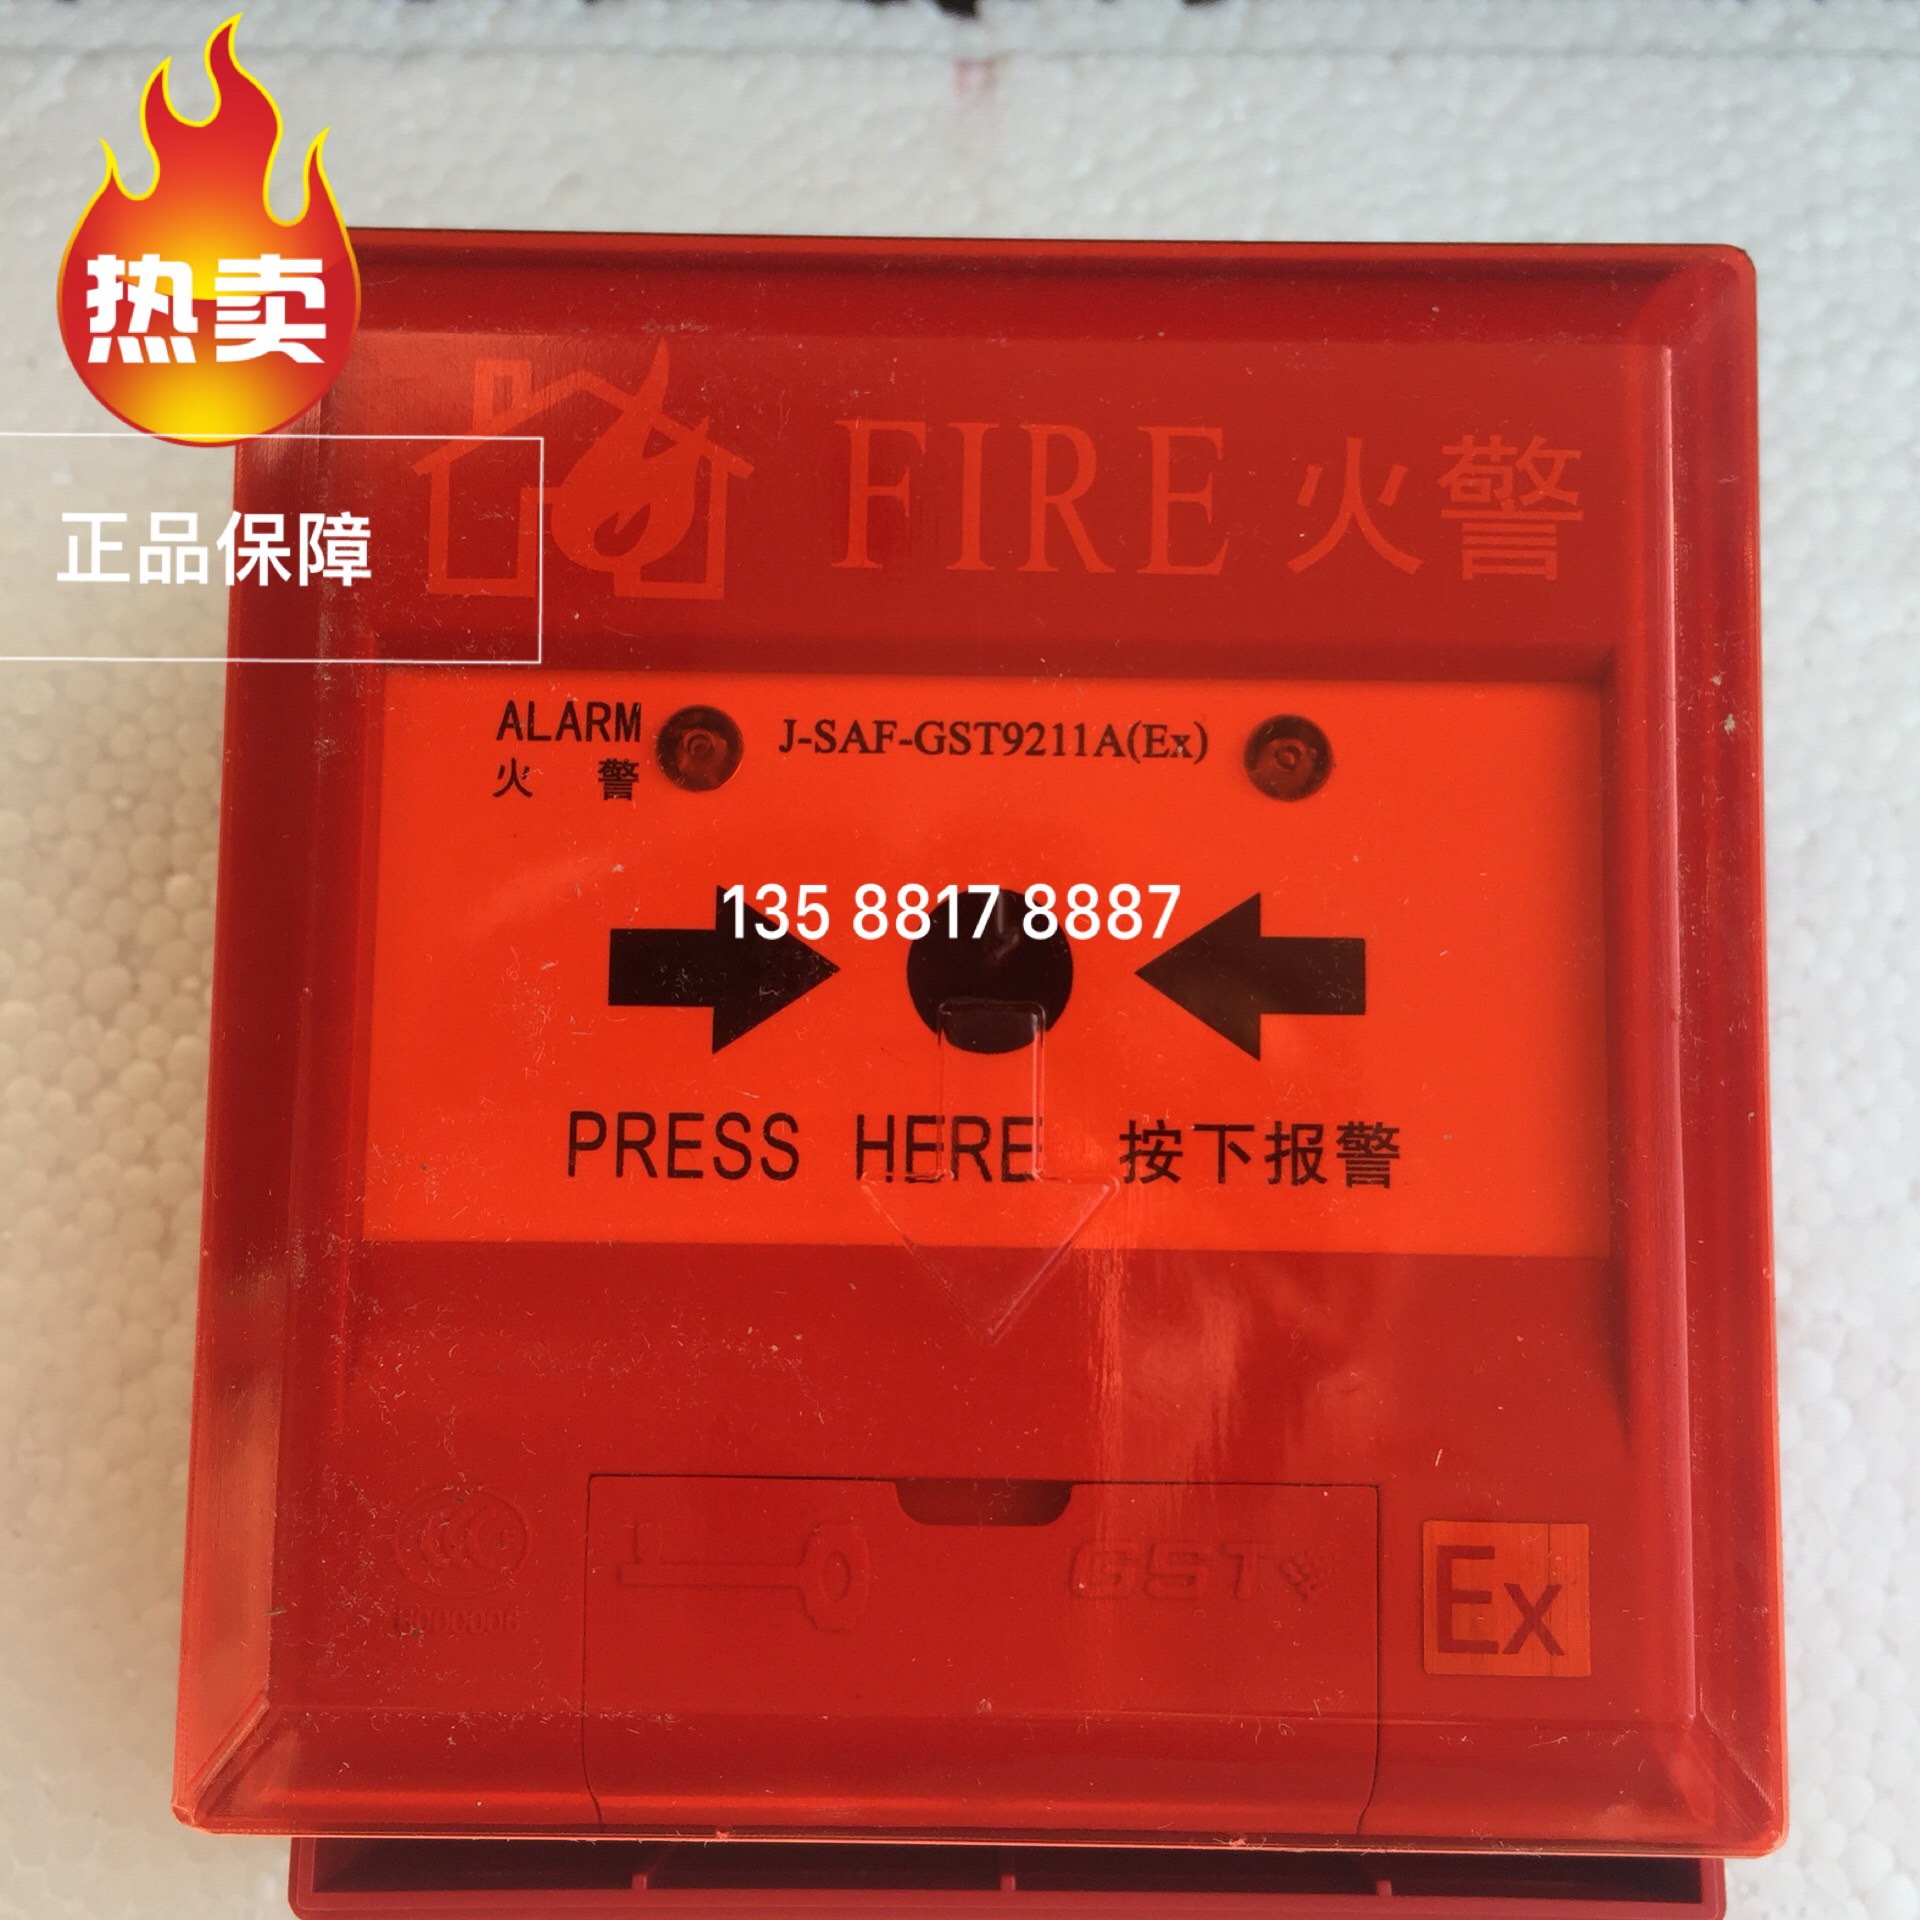 热卖
正品保障
FIRE 火警
ALARM
火 警
J-SAF-GST9211A(Ex)
135 8817 8887
PRESS HERE 按下报警
GST
Ex